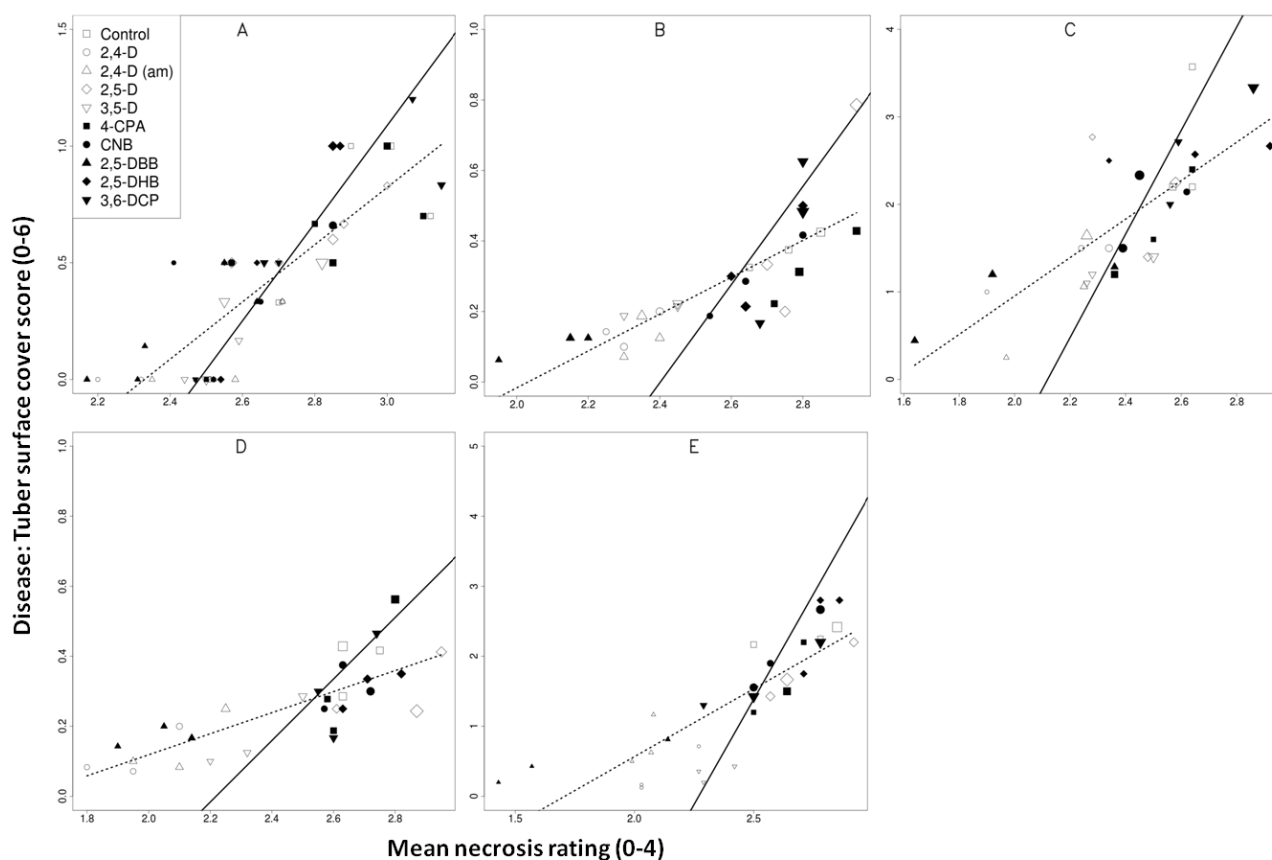 A
Control
2,4-D
2,4-D (am)
2,5-D
3,5-D
4-CPA
CNB
2,5-DBB
2,5-DHB
3,6-DCP
0.0 0.5 1.0 1.5
2.2 2.4 2.6 2.8 3.0
B
0.0 0.2 0.4 0.6 0.8 1.0
2.0 2.2 2.4 2.6 2.8
C
0 1 2 3 4
1.6 1.8 2.0 2.2 2.4 2.6 2.8
Disease: Tuber surface cover score (0-6)
D
0.0 0.2 0.4 0.6 0.8 1.0
1.8 2.0 2.2 2.4 2.6 2.8
E
0 1 2 3 4 5
1.5 2.0 2.5
Mean necrosis rating (0-4)